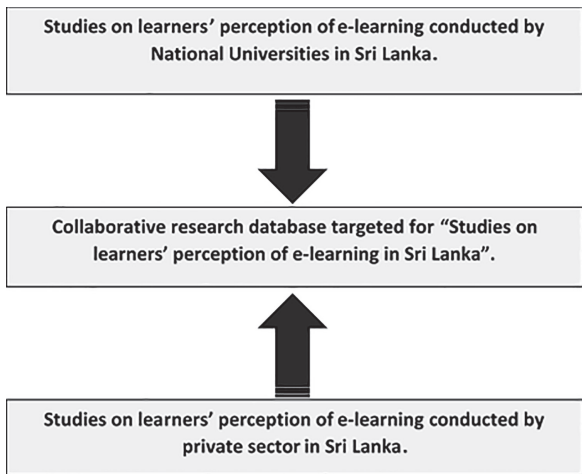 Studies on learners’ perception of e-learning conducted by
National Universities in Sri Lanka.
Collaborative research database targeted for “Studies on
learners’ perception of e-learning in Sri Lanka”.
Studies on learners’ perception of e-learning conducted by
private sector in Sri Lanka.